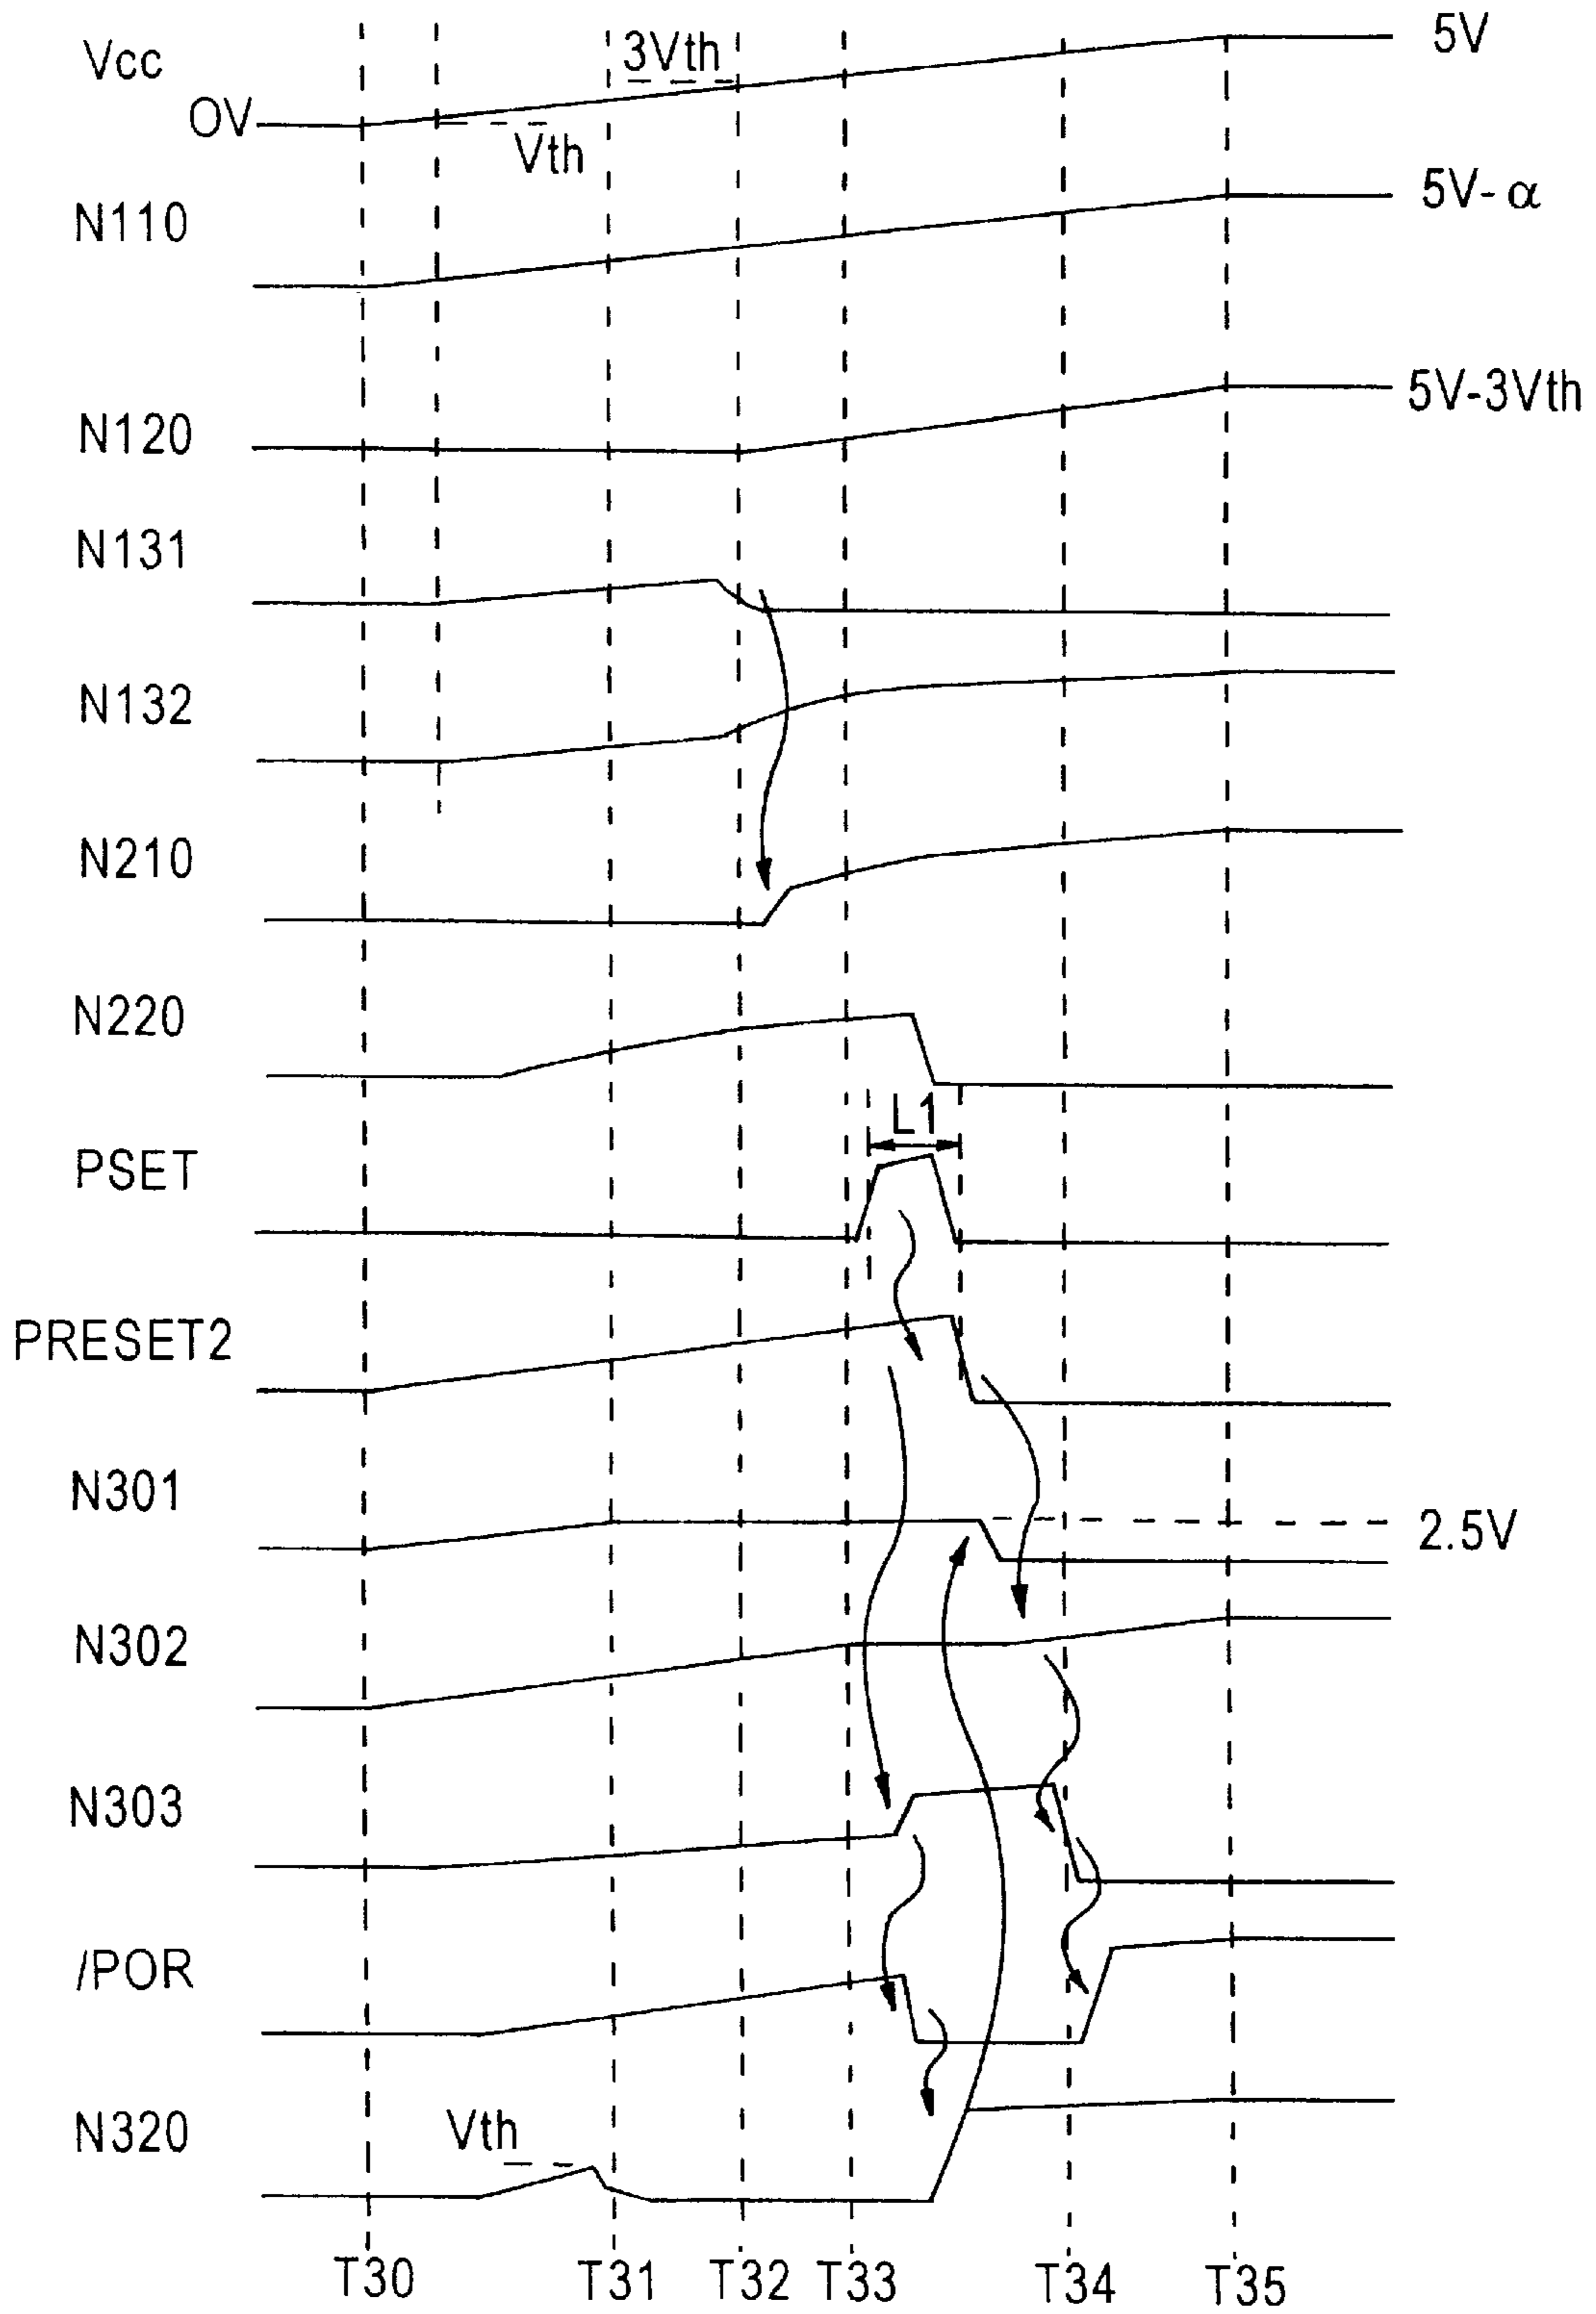 Vcc
3Vth
5V
OV
Vth
N110
5V-α
N120
5V-3Vth
N131
N132
N210
N220
L1
PSET
PRESET2
N301
2.5V
N302
N303
/POR
Vth
N320
T30 T31 T32 T33 T34 T35